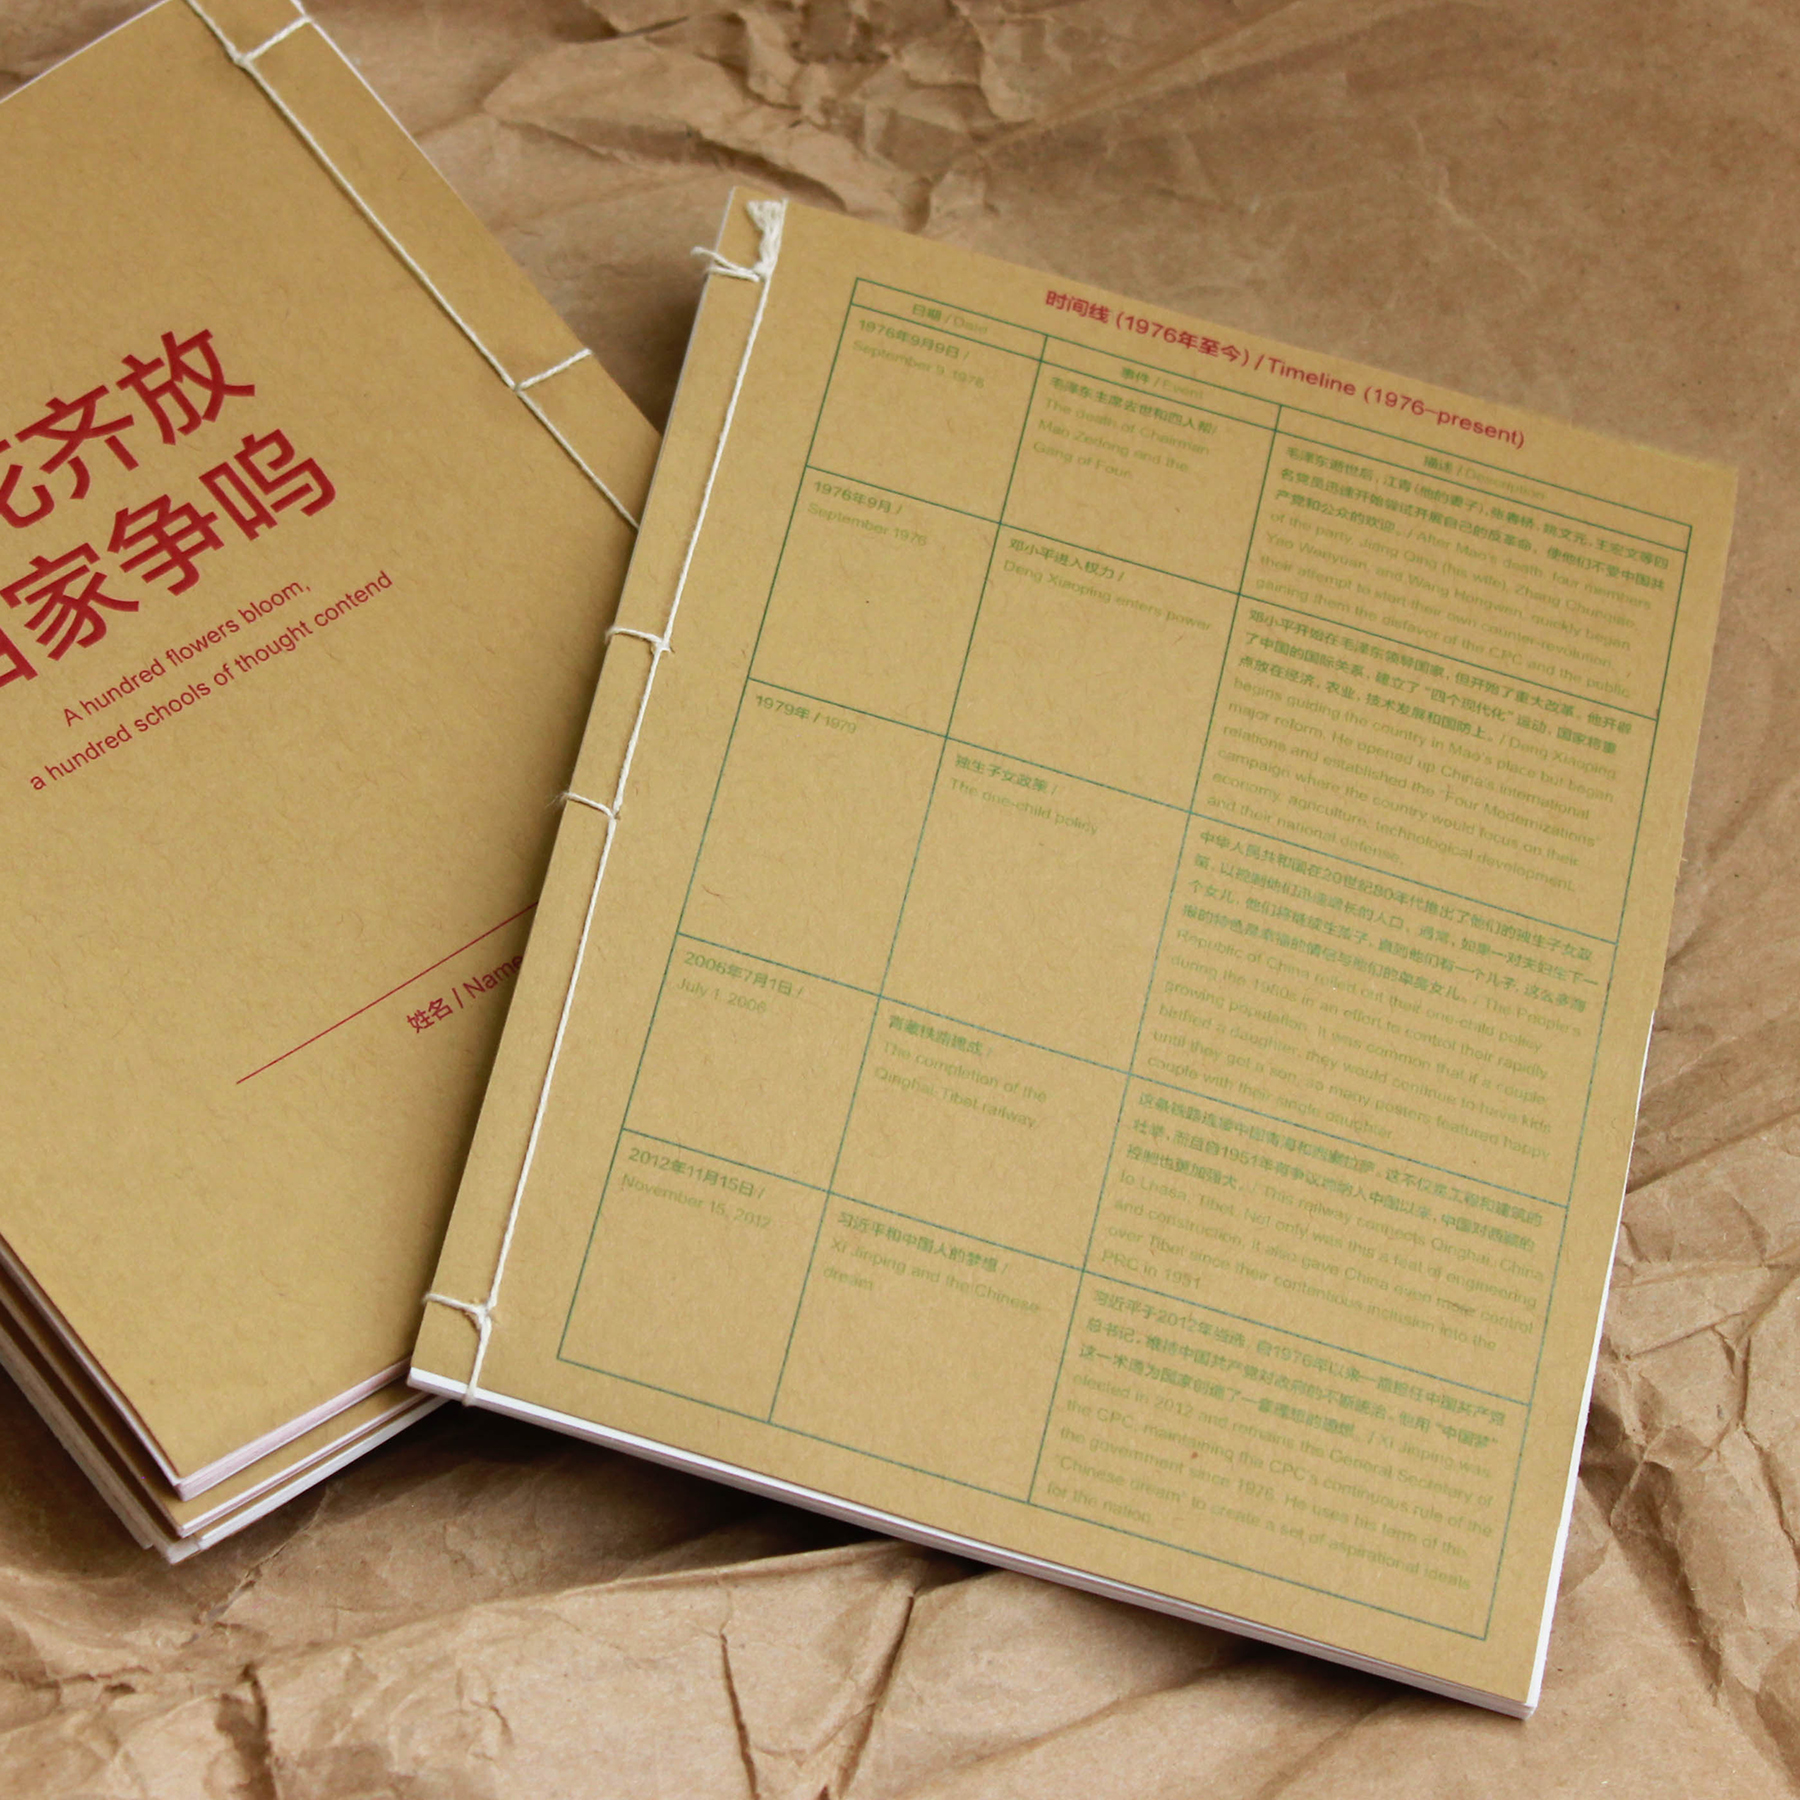 花齐放
家争呜
A hundred flowers bloom,
a hundred schools of thought contend
姓名 / Name
时间线 (1976年至今) / Timeline (1976–present)
日期 / Date
事件 / Event
描述 / Description
1976年9月9日 /
September 9, 1976
毛泽东主席去世和四人帮/
The death of Chairman
Mao Zedong and the
Gang of Four
毛泽东逝世后, 江青 (他的妻子), 张春桥, 姚文元, 王宏文等四
名党员迅速开始尝试开展自己的反革命, 使他们不受中国共
产党和公众的欢迎。/ After Mao's death, four members
of the party, Jiang Qing (his wife), Zhang Chunqiao,
Yao Wenyuan, and Wang Hongwen, quickly began
their attempt to start their own counter-revolution,
gaining them the disfavor of the CPC and the public.
1976年9月 /
September 1976
邓小平进入权力 /
Deng Xiaoping enters power
邓小平开始在毛泽东领导国家, 但开始了重大改革。他开辟
了中国的国际关系, 建立了 “四个现代化” 运动, 国家将重
点放在经济, 农业, 技术发展和国防上。/ Deng Xiaoping
begins guiding the country in Mao's place but began
major reform. He opened up China's international
relations and established the "Four Modernizations"
campaign where the country would focus on their
economy, agriculture, technological development,
and their national defense.
1979年 / 1979
独生子女政策 /
The one-child policy
中华人民共和国在20世纪80年代推出了他们的独生子女政
策, 以控制他们迅速增长的人口。通常, 如果一对夫妇生下一
个女儿, 他们将继续生孩子, 直到他们有一个儿子, 这么多海
报的特色是幸福的情侣与他们的单身女儿。/ The People's
Republic of China rolled out their one-child policy
during the 1980s in an effort to control their rapidly
growing population. It was common that if a couple
birthed a daughter, they would continue to have kids
until they got a son, so many posters featured happy
couple with their single daughter.
2006年7月1日 /
July 1, 2006
青藏铁路建成 /
The completion of the
Qinghai-Tibet railway
这条铁路连接中国青海和西藏拉萨。这不仅是工程和建筑的
壮举, 而且自1951年有争议地纳入中国以来, 中国对西藏的
控制也更加强大。/ This railway connects Qinghai, China
to Lhasa, Tibet. Not only was this a feat of engineering
and construction, it also gave China even more control
over Tibet since their contentious inclusion into the
PRC in 1951.
2012年11月15日 /
November 15, 2012
习近平和中国人的梦想 /
Xi Jinping and the Chinese
dream
习近平于2012年当选, 自1976年以来一直担任中国共产党
总书记, 维持中国共产党对政府的不断统治。他用 “中国梦”
这一术语为国家创造了一套理想的愿望。/ Xi Jinping was
elected in 2012 and remains the General Secretary of
the CPC, maintaining tha CPC's continuous rule of the
the government since 1976. He uses his term of the
"Chinese dream" to create a set of aspirational ideals
for the nation.